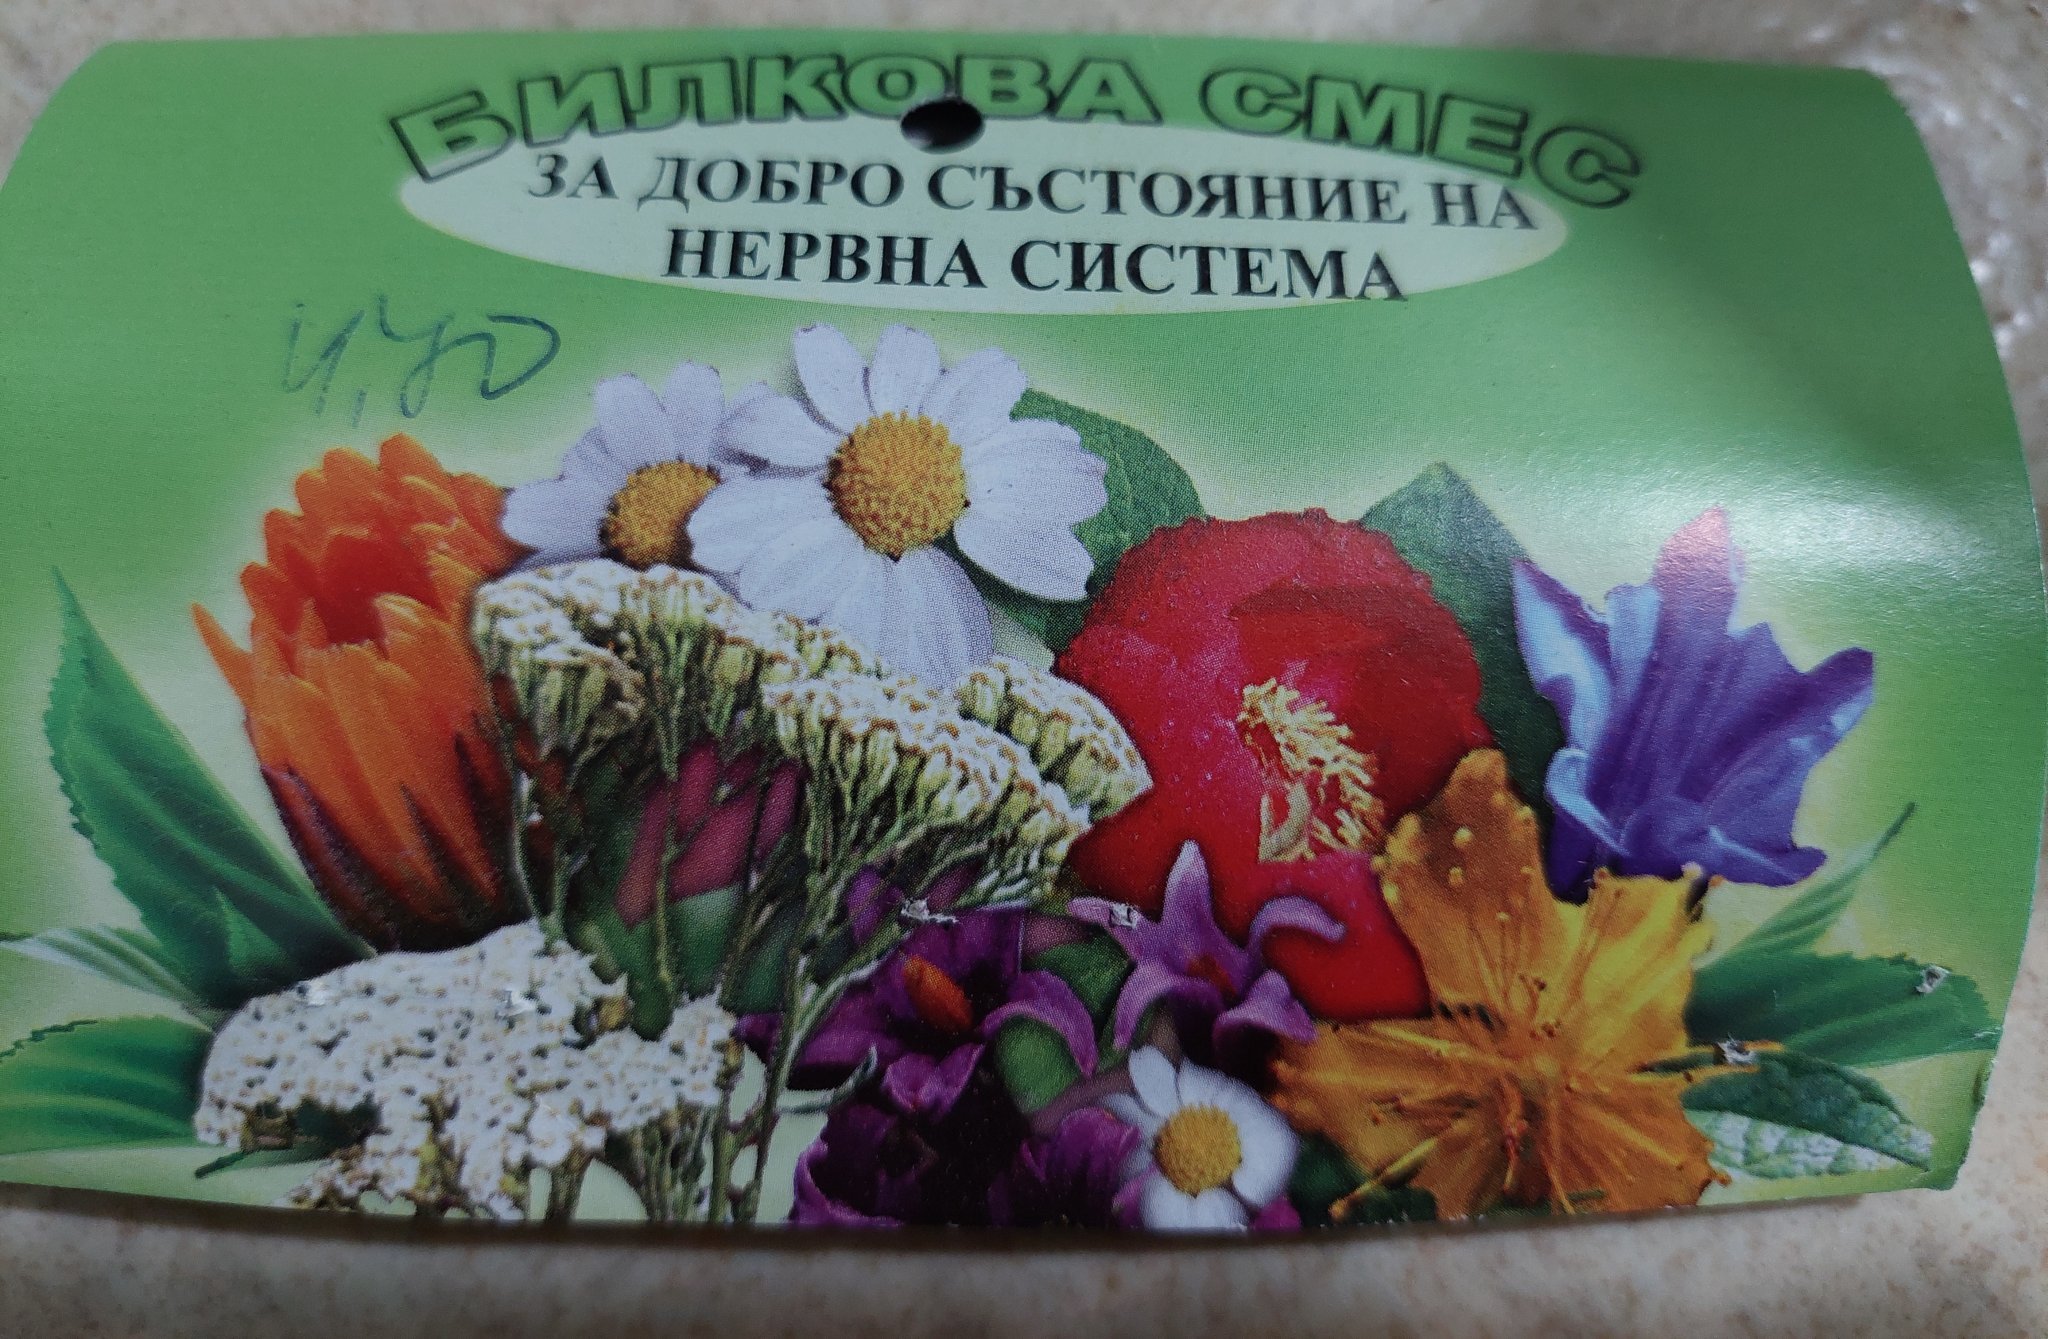 БИЛКОВА СМЕС
ЗА ДОБРО СЪСТОЯНИЕ НА
НЕРВНА СИСТЕМА